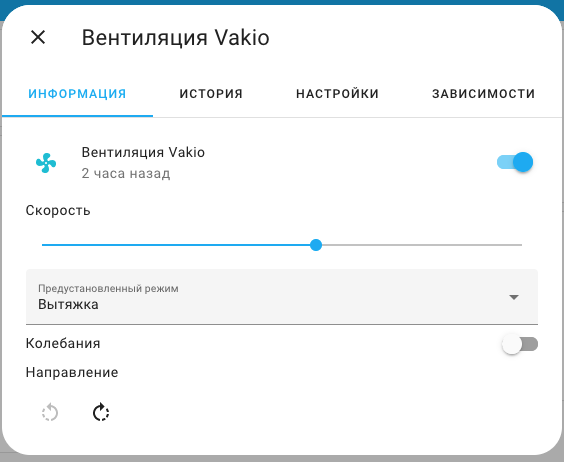 Вентиляция Vakio
ИНФОРМАЦИЯ ИСТОРИЯ НАСТРОЙКИ ЗАВИСИМОСТИ
Вентиляция Vakio
2 часа назад
Скорость
Предустановленный режим
Вытяжка
Колебания
Направление